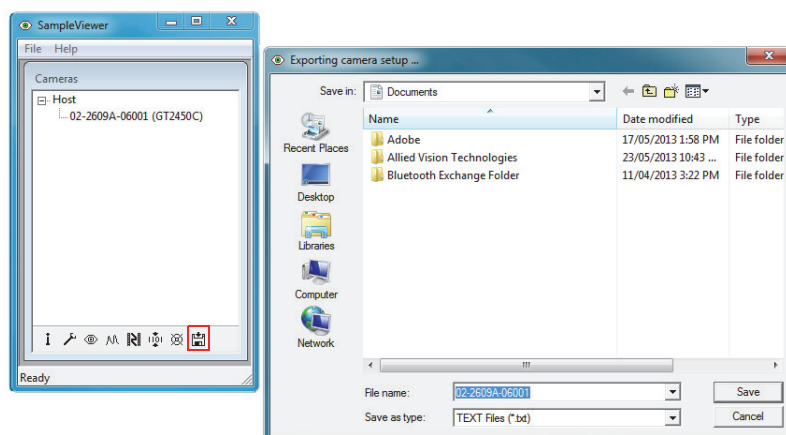 SampleViewer
File Help
Cameras
Host
02-2609A-06001 (GT2450C)
Ready
Exporting camera setup ...
Save in: Documents
Name Date modified Type
Adobe 17/05/2013 1:58 PM File folder
Allied Vision Technologies 23/05/2013 10:43 ... File folder
Bluetooth Exchange Folder 11/04/2013 3:22 PM File folder
Recent Places
Desktop
Libraries
Computer
Network
File name: 02-2609A-06001 Save
Save as type: TEXT Files (*.txt) Cancel